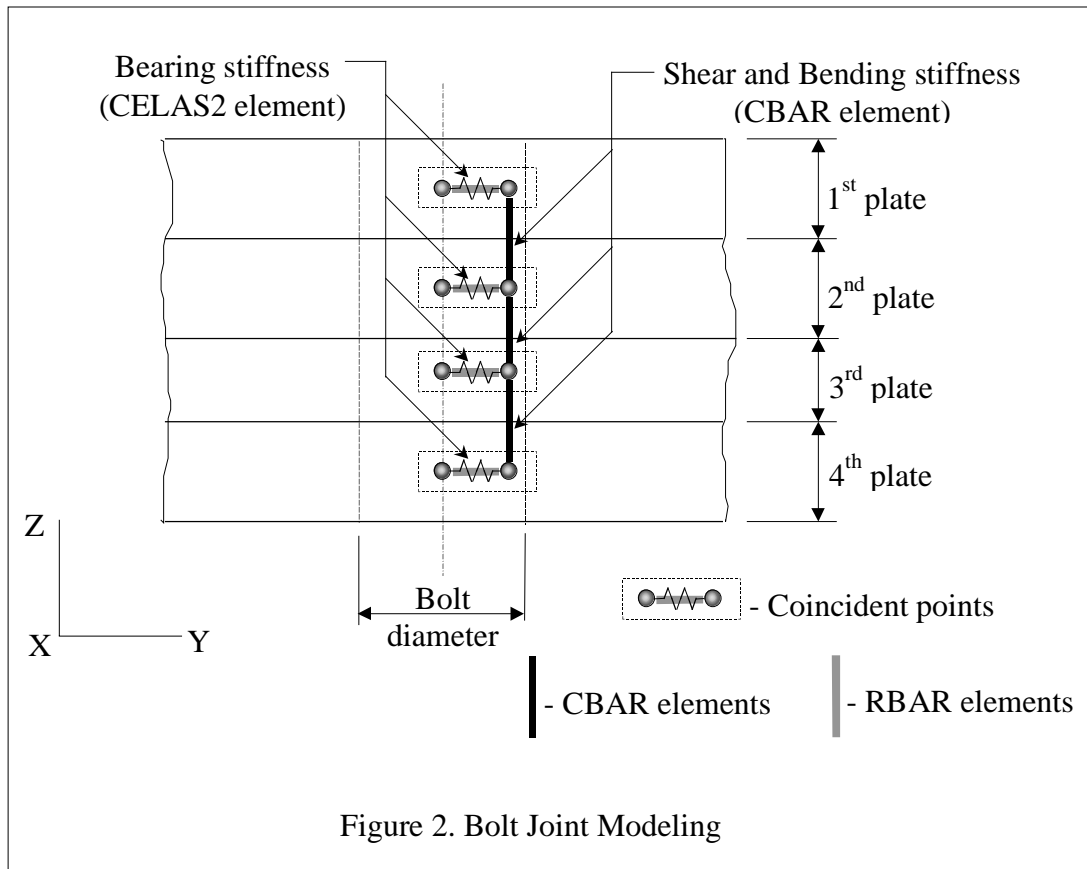 Bearing stiffness
(CELAS2 element)
Shear and Bending stiffness
(CBAR element)
1st plate
2nd plate
3rd plate
4th plate
Z
X
Y
Bolt
diameter
- Coincident points
- CBAR elements
- RBAR elements
Figure 2. Bolt Joint Modeling